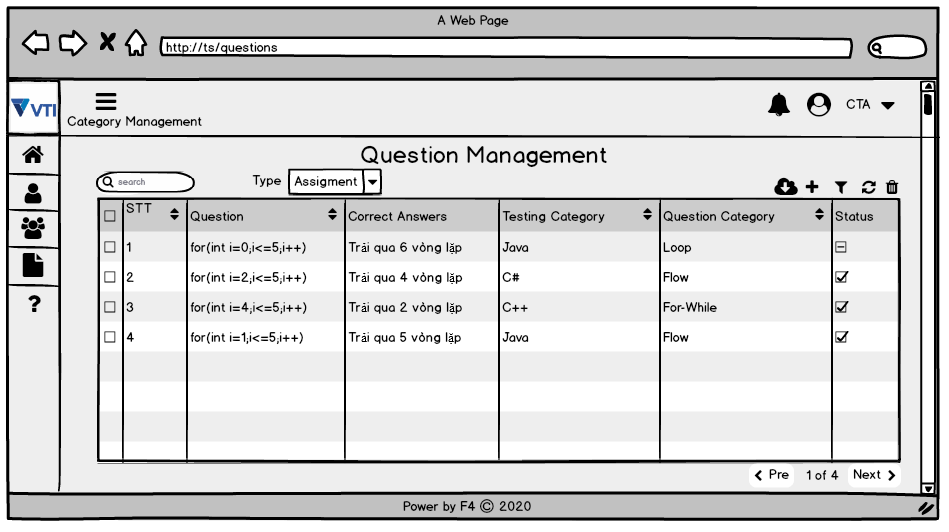 A Web Page
http://ts/questions
VTI
CTA
Category Management
Question Management
search
Type Assigment
STT Question Correct Answers Testing Category Question Category Status
1 for(int i=0;i<=5;i++) Trải qua 6 vòng lặp Java Loop
2 for(int i=2;i<=5;i++) Trải qua 4 vòng lặp C# Flow
3 for(int i=4;i<=5;i++) Trải qua 2 vòng lặp C++ For-While
4 for(int i=1;i<=5;i++) Trải qua 5 vòng lặp Java Flow
?
Pre 1 of 4 Next
Power by F4 © 2020